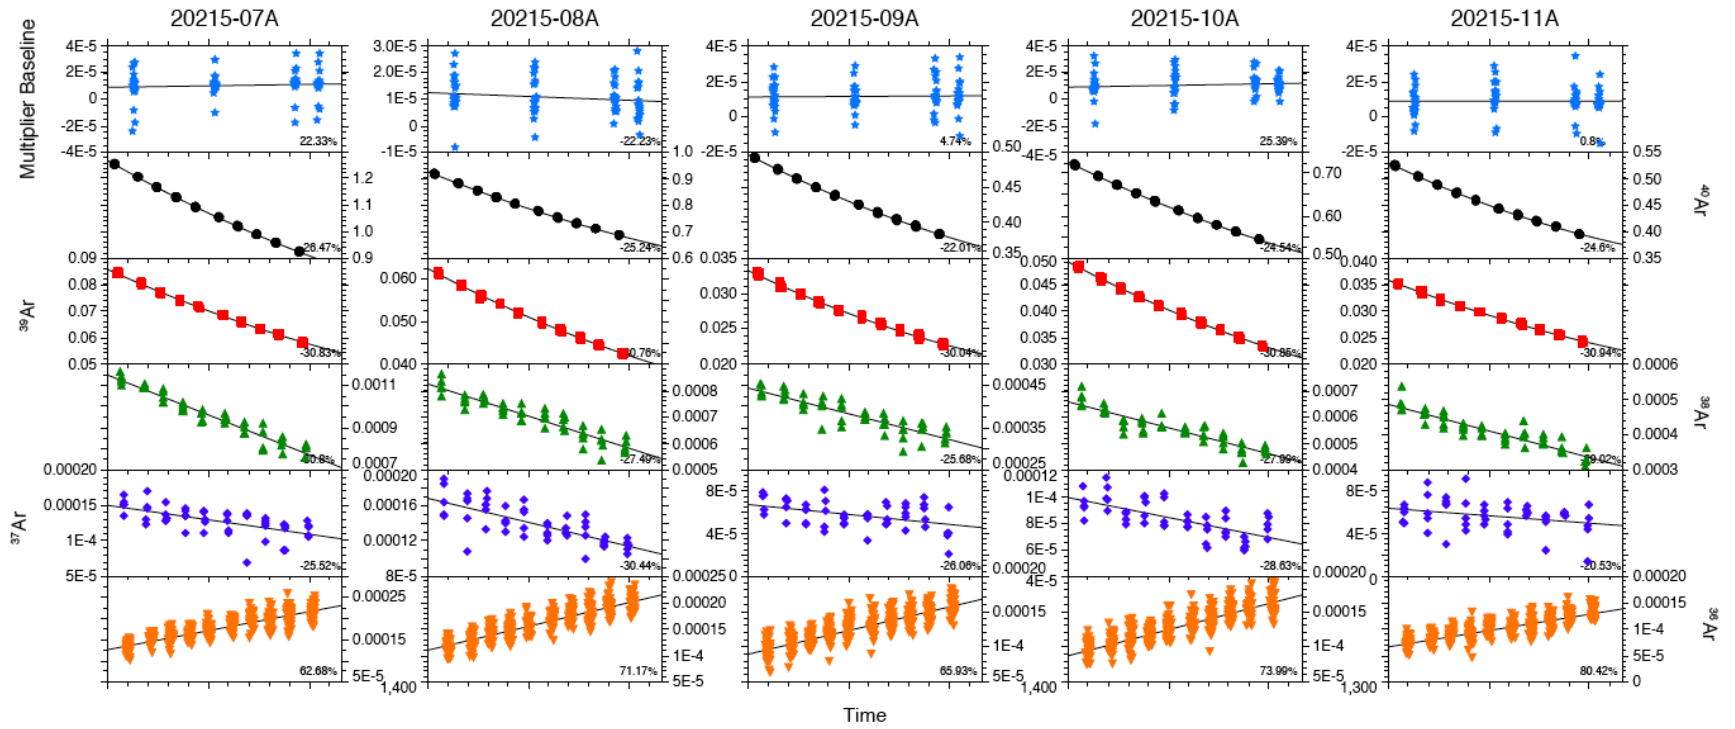 20215-07A 20215-08A 20215-09A 20215-10A 20215-11A
Multiplier Baseline
4E-5 2E-5 0 -2E-5 -4E-5 22.33%
3.0E-5 2E-5 1E-5 0 -1E-5 -22.23%
4E-5 2E-5 0 -2E-5 4.74%
4E-5 2E-5 0 -2E-5 -4E-5 25.39%
4E-5 2E-5 0 -2E-5 0.8%
40Ar
1.2 1.1 1.0 0.9 -26.47%
1.0 0.9 0.8 0.7 0.6 -25.24%
0.50 0.45 0.40 0.35 -22.01%
0.70 0.60 0.50 -24.54%
0.55 0.50 0.45 0.40 0.35 -24.6%
39Ar
0.09 0.08 0.07 0.06 0.05 -30.83%
0.060 0.050 0.040 0.76%
0.035 0.030 0.025 0.020 -30.04%
0.050 0.045 0.040 0.035 0.030 -30.85%
0.040 0.035 0.030 0.025 0.020 -30.94%
38Ar
0.0011 0.0009 0.0007 -30.8%
0.0008 0.0007 0.0006 0.0005 -27.49%
0.00045 0.00035 0.00025 -25.68%
0.0007 0.0006 0.0005 0.0004 -27.99%
0.0006 0.0005 0.0004 0.0003 -29.02%
37Ar
0.00020 0.00015 1E-4 5E-5 -25.52%
0.00020 0.00016 0.00012 8E-5 -30.44%
8E-5 4E-5 0 -26.06%
0.00012 1E-4 8E-5 6E-5 4E-5 -28.63%
8E-5 4E-5 0 -20.53%
36Ar
0.00025 0.00015 5E-5 62.68%
0.00025 0.00020 0.00015 1E-4 5E-5 71.17%
0.00020 0.00015 1E-4 5E-5 65.93%
0.00020 0.00015 1E-4 5E-5 73.99%
0.00020 0.00015 1E-4 5E-5 0 80.42%
1,400 1,400 1,300
Time